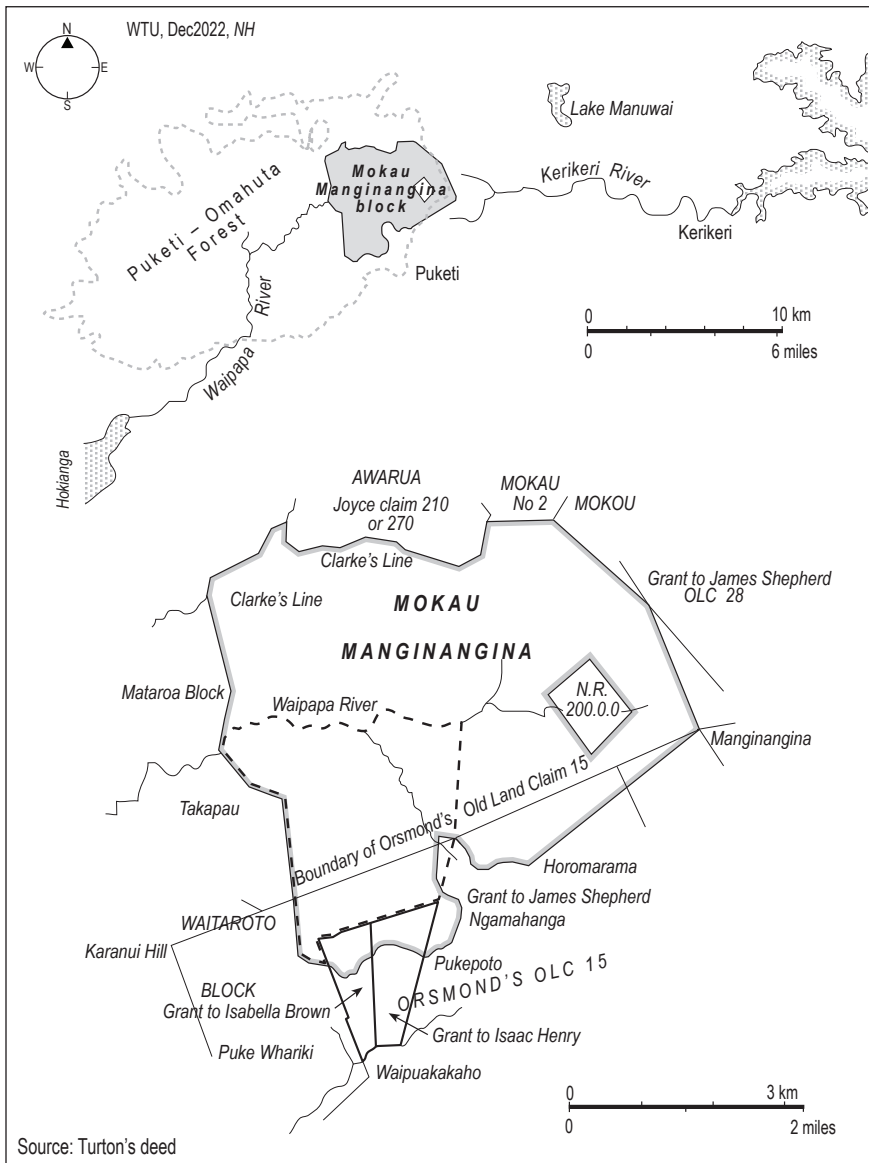 WTU, Dec2022, NH
N
W
E
S
Lake Manuwai
Mokau
Manginangina
block
Kerikeri River
Puketi – Omahuta
Forest
Kerikeri
Puketi
River
Waipapa
0 10 km
0 6 miles
Hokianga
AWARUA
Joyce claim 210
or 270
MOKAU
No 2
MOKOU
Clarke's Line
Grant to James Shepherd
OLC 28
Clarke's Line
MOKAU
MANGINANGINA
Mataroa Block
Waipapa River
N.R.
200.0.0
Manginangina
Takapau
Boundary of Orsmond's Old Land Claim 15
Horomarama
Grant to James Shepherd
Ngamahanga
WAITAROTO
Karanui Hill
Pukepoto
ORSMOND'S OLC 15
BLOCK
Grant to Isabella Brown
Grant to Isaac Henry
Puke Whariki
Waipuakakaho
0 3 km
0 2 miles
Source: Turton's deed